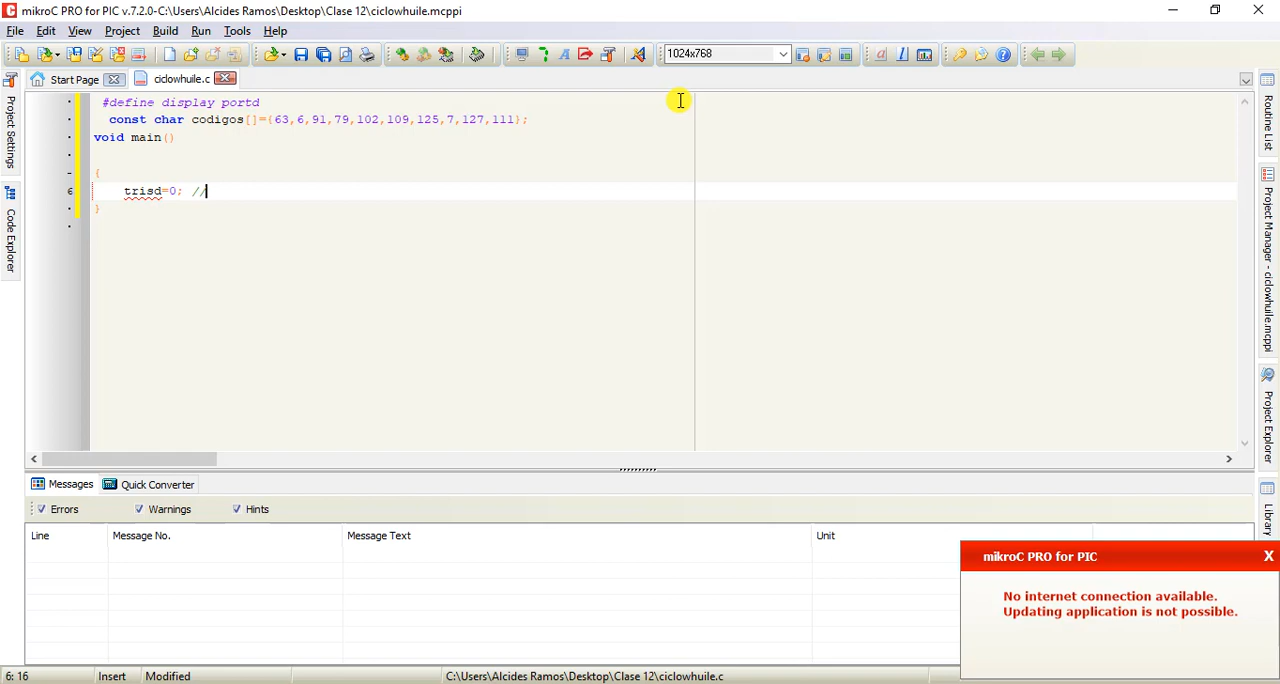 mikroC PRO for PIC v.7.2.0-C:\Users\Alcides Ramos\Desktop\Clase 12\ciclowhuile.mcppi
File Edit View Project Build Run Tools Help
1024x768
Start Page
ciclowhuile.c
#define display portd
const char codigos[]={63,6,91,79,102,109,125,7,127,111};
void main()
{
6 trisd=0; //
}
Project Settings
Code Explorer
Routine List
Project Manager - ciclowhuile.mcppi
Project Explorer
Library
Messages Quick Converter
Errors Warnings Hints
Line Message No. Message Text Unit
mikroC PRO for PIC X
No internet connection available.
Updating application is not possible.
6: 16 Insert Modified C:\Users\Alcides Ramos\Desktop\Clase 12\ciclowhuile.c